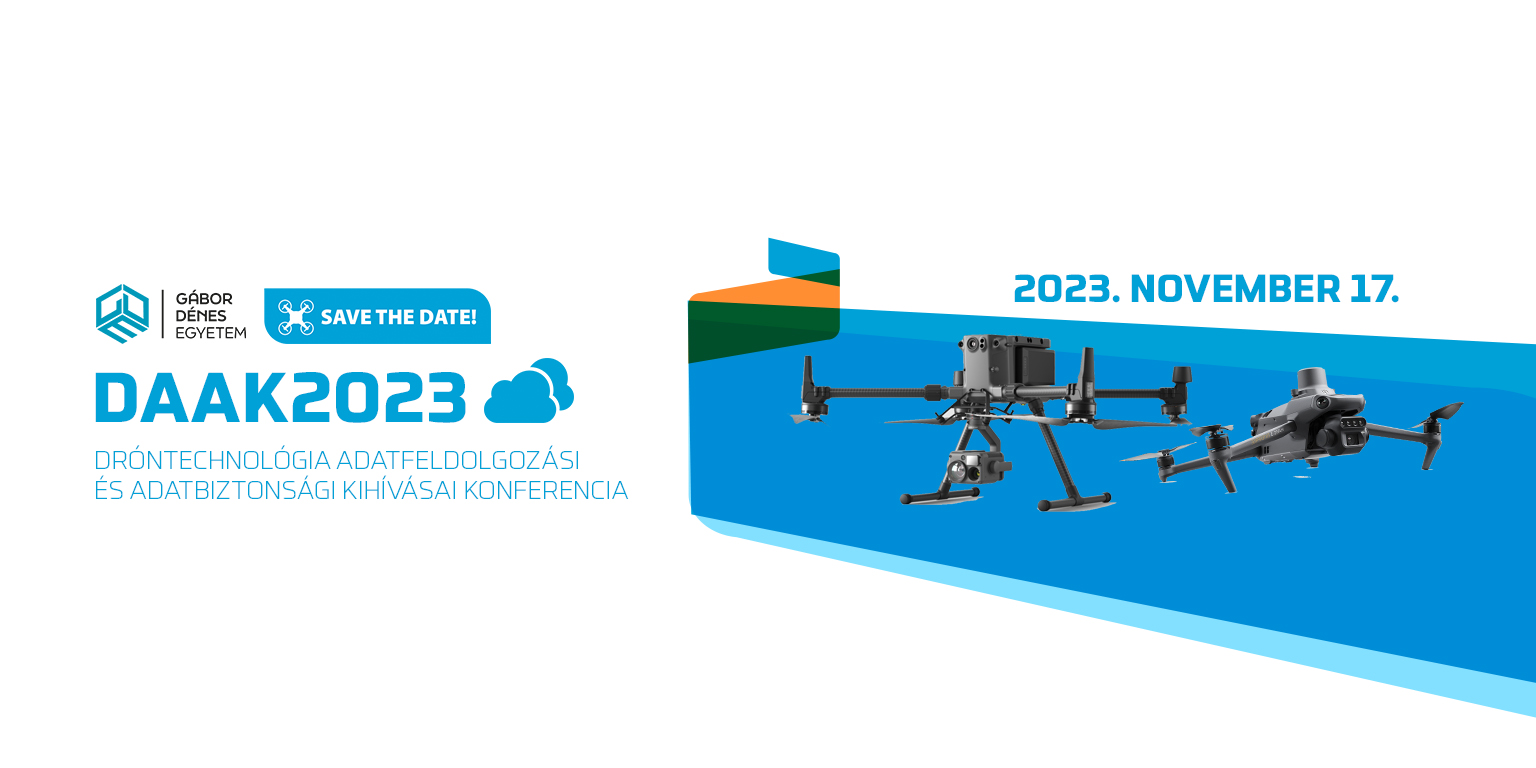 GÁBOR
DÉNES
EGYETEM
SAVE THE DATE!
DAAK2023
DRÓNTECHNOLÓGIA ADATFELDOLGOZÁSI
ÉS ADATBIZTONSÁGI KIHÍVÁSAI KONFERENCIA
2023. NOVEMBER 17.